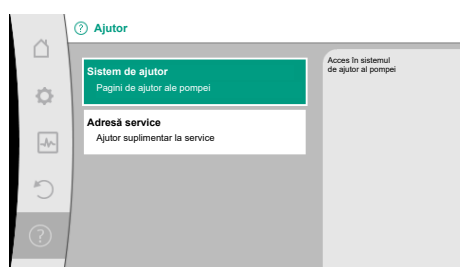 Ajutor
Sistem de ajutor
Pagini de ajutor ale pompei
Adresă service
Ajutor suplimentar la service
Acces în sistemul
de ajutor al pompei